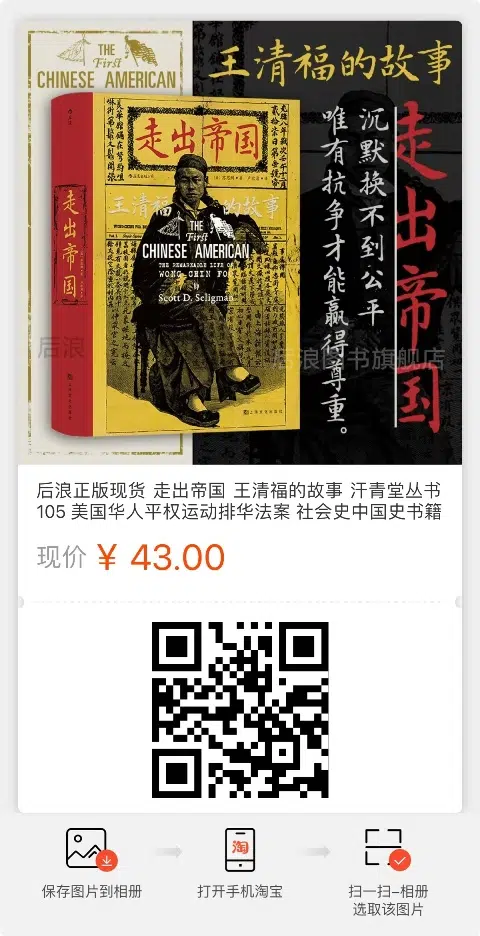 THE
First
CHINESE AMERICAN
王清福的故事
沉默换不到公平
唯有抗争才能赢得尊重。
走出帝国
走出帝国
走出帝国
王清福的故事
THE
First
CHINESE AMERICAN
THE REMARKABLE LIFE OF
WONG CHIN FOO
by
Scott D. Seligman
后浪
后浪图书旗舰店
后浪正版现货 走出帝国 王清福的故事 汗青堂丛书
105 美国华人平权运动排华法案 社会史中国史书籍
现价 ¥ 43.00
淘
保存图片到相册
打开手机淘宝
扫一扫-相册
选取该图片